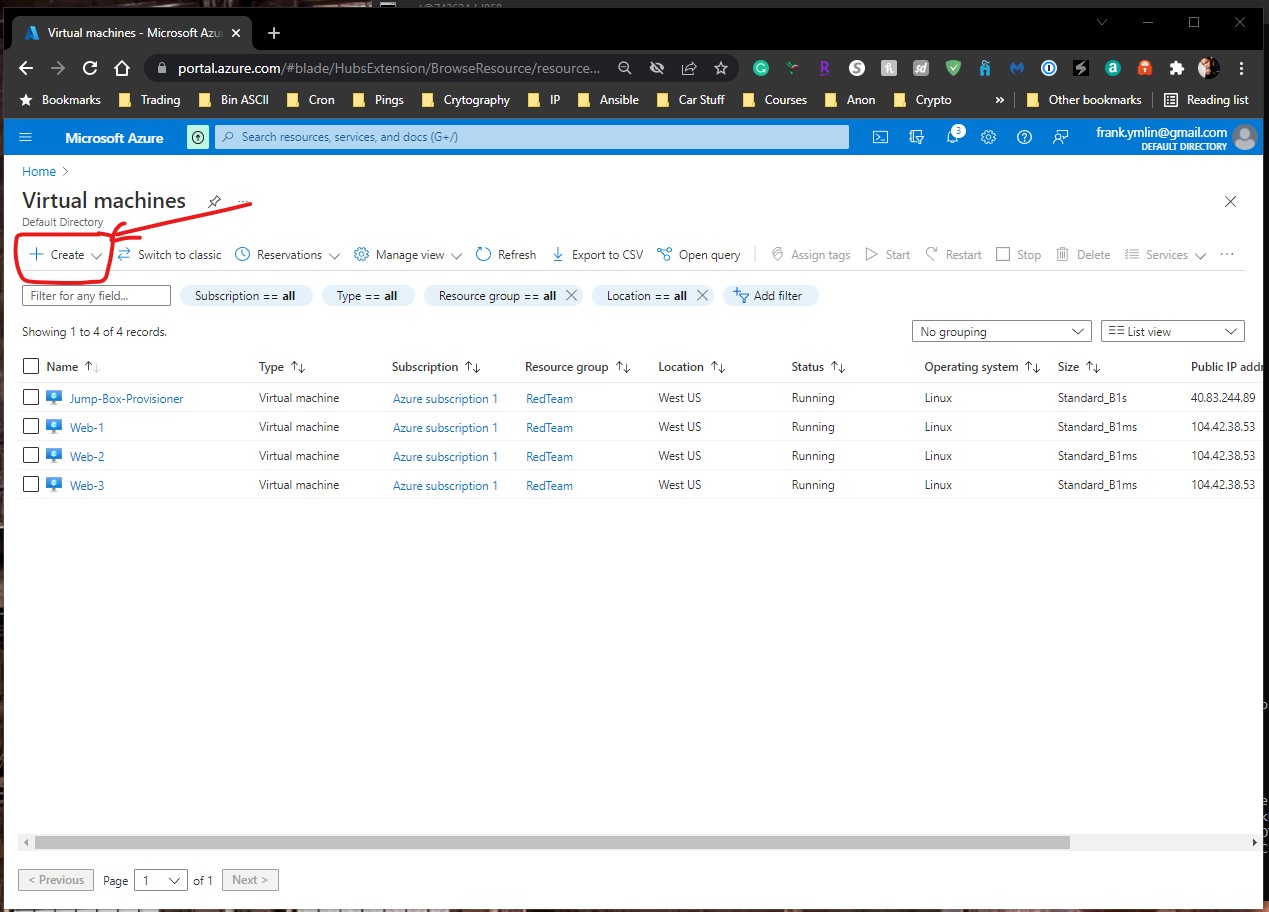 Virtual machines - Microsoft Azu
portal.azure.com/#blade/HubsExtension/BrowseResource/resource...
Bookmarks Trading Bin ASCII Cron Pings Crytography IP Ansible Car Stuff Courses Anon Crypto » Other bookmarks Reading list
Microsoft Azure Search resources, services, and docs (G+/) 3 frank.ymlin@gmail.com
DEFAULT DIRECTORY
Home >
Virtual machines ...
Default Directory
+ Create Switch to classic Reservations Manage view Refresh Export to CSV Open query Assign tags Start Restart Stop Delete Services ...
Filter for any field... Subscription == all Type == all Resource group == all Location == all Add filter
Showing 1 to 4 of 4 records. No grouping List view
Name Type Subscription Resource group Location Status Operating system Size Public IP addr
Jump-Box-Provisioner Virtual machine Azure subscription 1 RedTeam West US Running Linux Standard_B1s 40.83.244.89
Web-1 Virtual machine Azure subscription 1 RedTeam West US Running Linux Standard_B1ms 104.42.38.53
Web-2 Virtual machine Azure subscription 1 RedTeam West US Running Linux Standard_B1ms 104.42.38.53
Web-3 Virtual machine Azure subscription 1 RedTeam West US Running Linux Standard_B1ms 104.42.38.53
< Previous Page 1 of 1 Next >